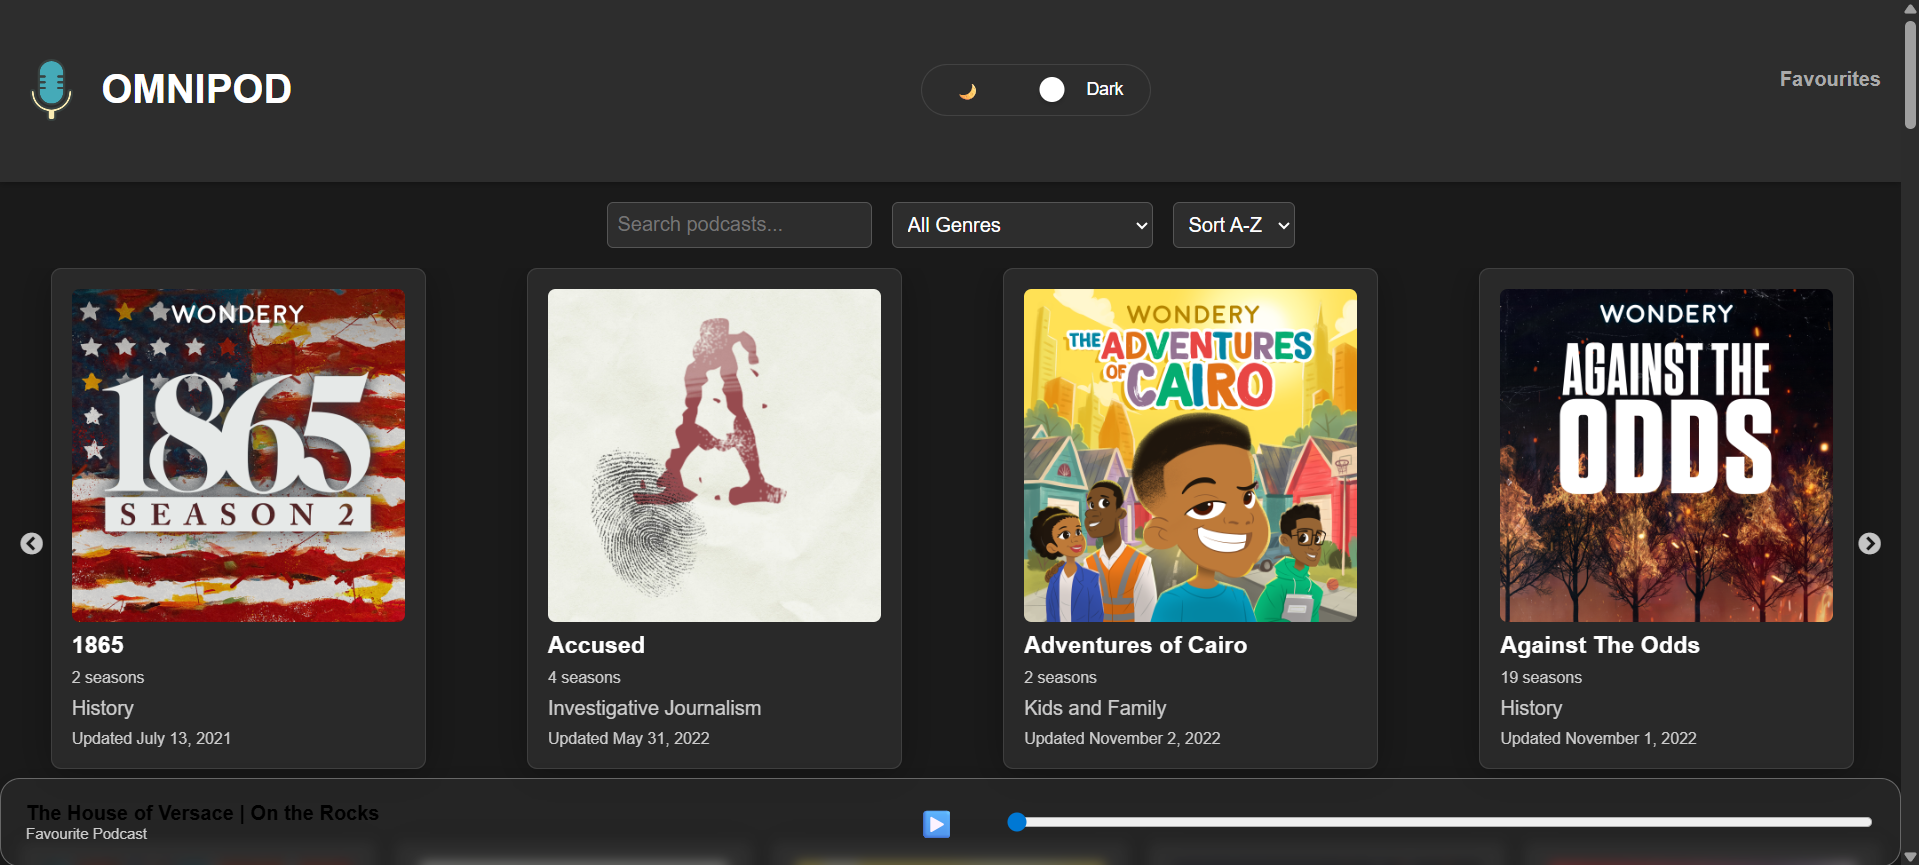 OMNIPOD
Dark
Favourites
Search podcasts...
All Genres
Sort A-Z
WONDERY
1865
SEASON 2
1865
2 seasons
History
Updated July 13, 2021
A
Accused
4 seasons
Investigative Journalism
Updated May 31, 2022
WONDERY
THE ADVENTURES
OF CAIRO
Adventures of Cairo
2 seasons
Kids and Family
Updated November 2, 2022
WONDERY
AGAINST THE
ODDS
Against The Odds
19 seasons
History
Updated November 1, 2022
The House of Versace | On the Rocks
Favourite Podcast